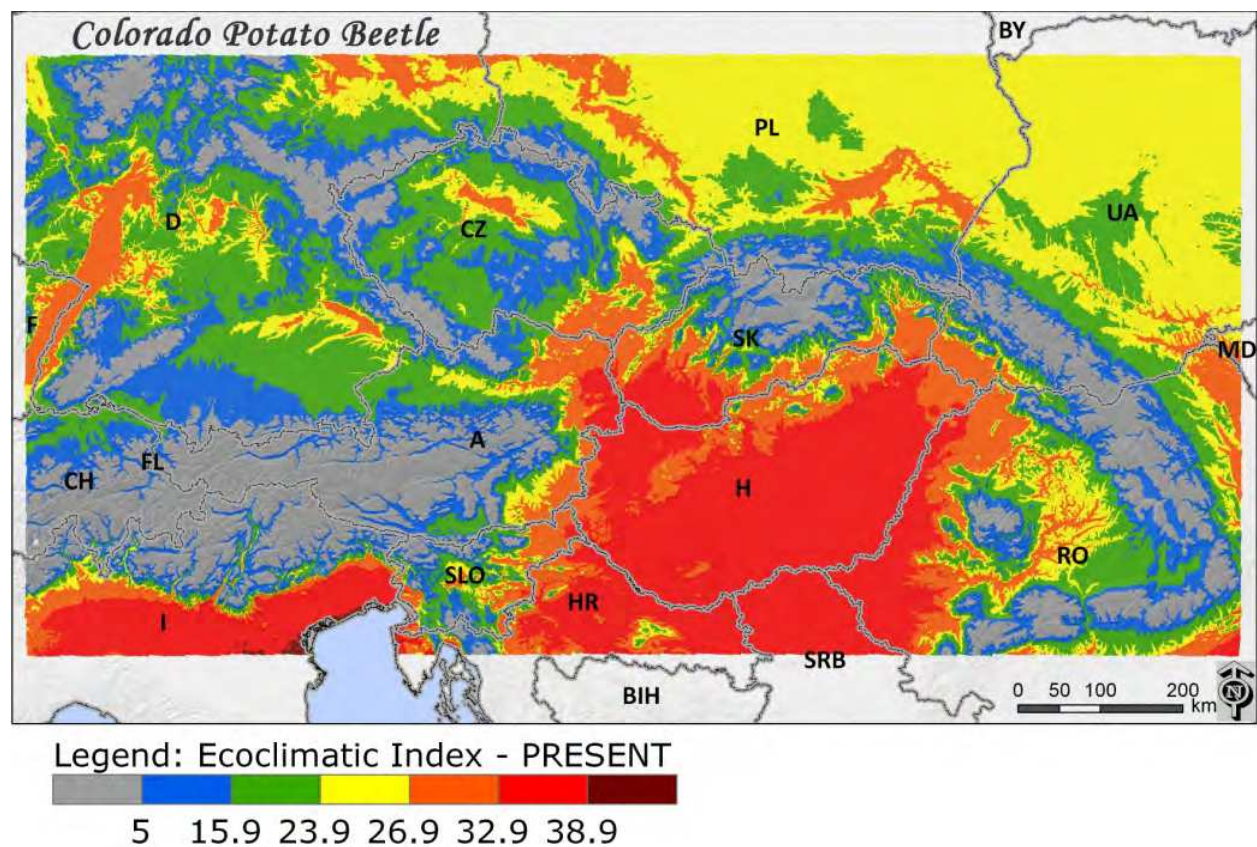 Colorado Potato Beetle
BY
PL
D
CZ
UA
F
SK
MD
A
CH
FL
H
SLO
RO
HR
I
SRB
BIH
0 50 100 200
km
N
Legend: Ecoclimatic Index - PRESENT
5 15.9 23.9 26.9 32.9 38.9